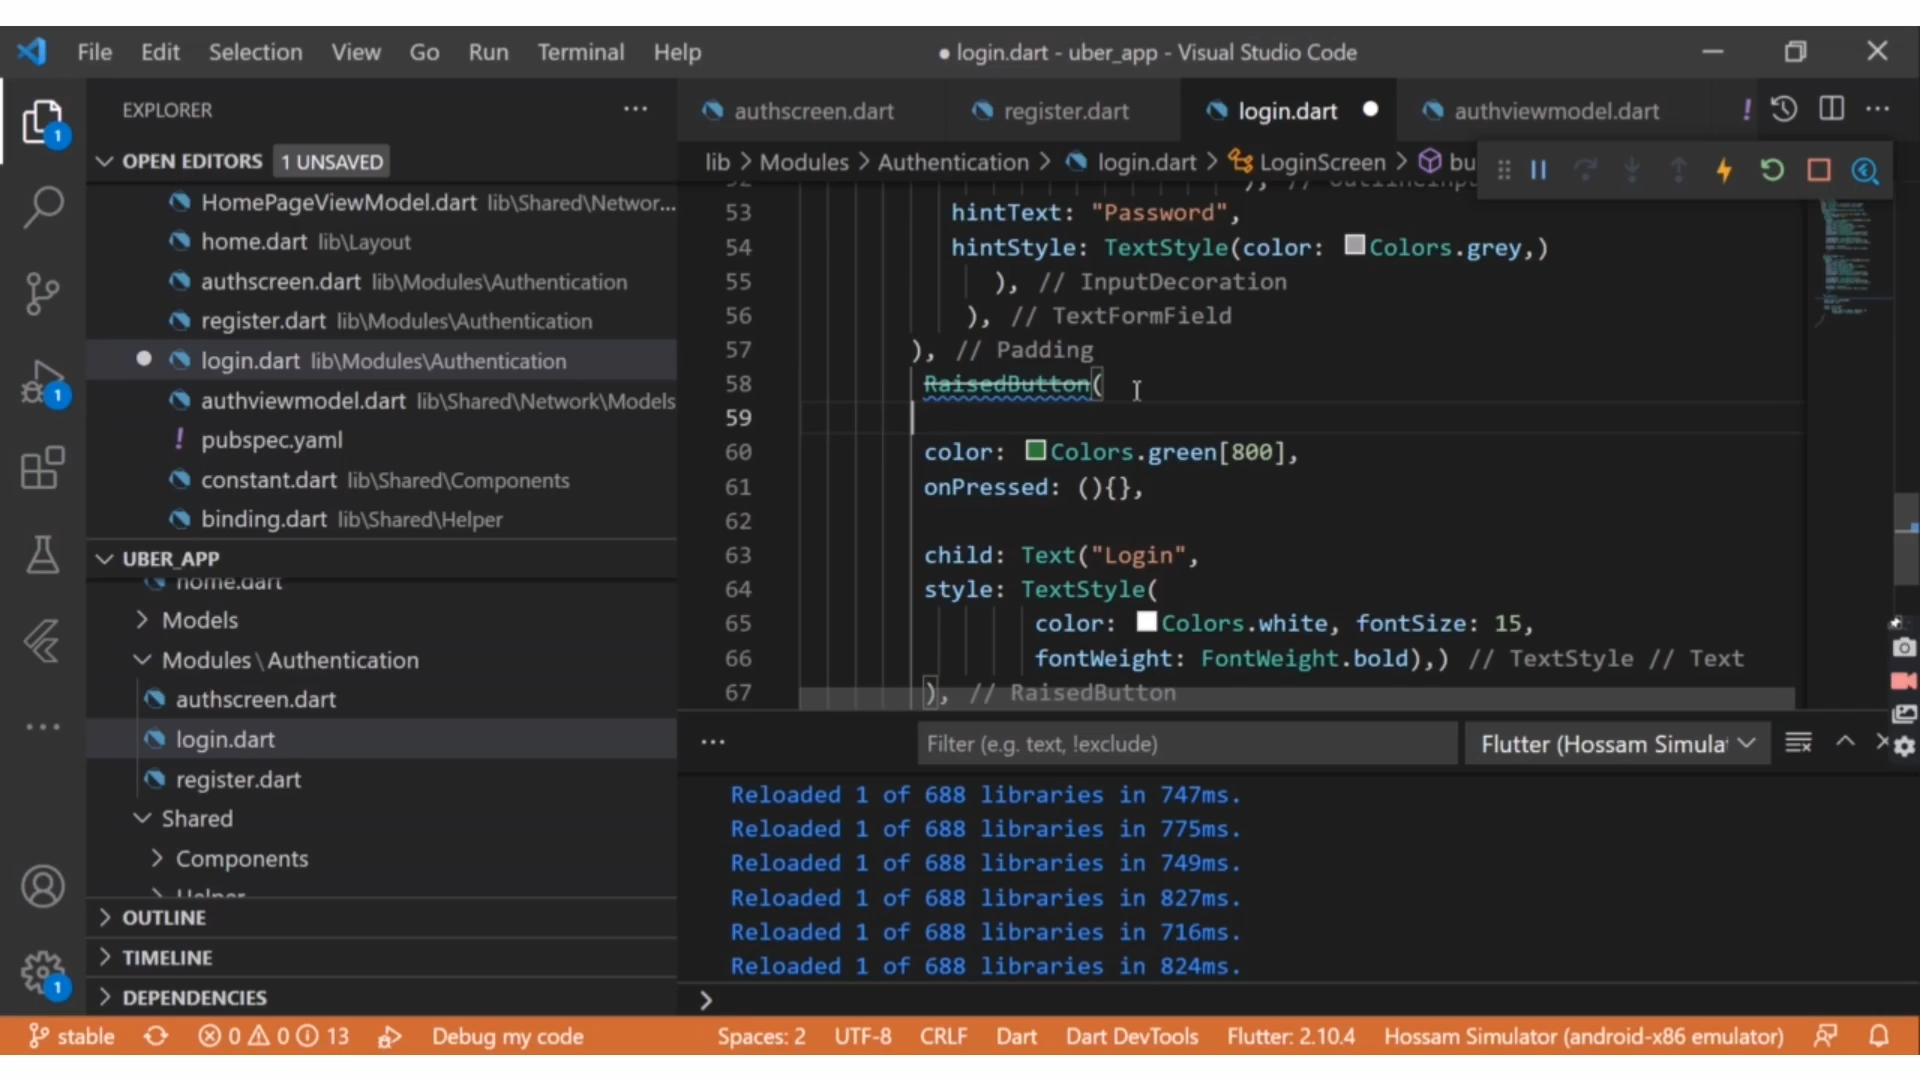 File Edit Selection View Go Run Terminal Help
● login.dart - uber_app - Visual Studio Code
EXPLORER
OPEN EDITORS 1 UNSAVED
HomePageViewModel.dart lib\Shared\Networ...
home.dart lib\Layout
authscreen.dart lib\Modules\Authentication
register.dart lib\Modules\Authentication
login.dart lib\Modules\Authentication
authviewmodel.dart lib\Shared\Network\Models
! pubspec.yaml
constant.dart lib\Shared\Components
binding.dart lib\Shared\Helper
UBER_APP
home.dart
Models
Modules\Authentication
authscreen.dart
login.dart
register.dart
Shared
Components
Helper
OUTLINE
TIMELINE
DEPENDENCIES
1
1
1
authscreen.dart register.dart login.dart authviewmodel.dart !
lib > Modules > Authentication > login.dart > LoginScreen > bu
53 hintText: "Password",
54 hintStyle: TextStyle(color: Colors.grey,)
55 ), // InputDecoration
56 ), // TextFormField
57 ), // Padding
58 RaisedButton(
59
60 color: Colors.green[800],
61 onPressed: (){},
62
63 child: Text("Login",
64 style: TextStyle(
65 color: Colors.white, fontSize: 15,
66 fontWeight: FontWeight.bold),) // TextStyle // Text
67 ), // RaisedButton
Filter (e.g. text, !exclude) Flutter (Hossam Simula
Reloaded 1 of 688 libraries in 747ms.
Reloaded 1 of 688 libraries in 775ms.
Reloaded 1 of 688 libraries in 749ms.
Reloaded 1 of 688 libraries in 827ms.
Reloaded 1 of 688 libraries in 716ms.
Reloaded 1 of 688 libraries in 824ms.
>
stable 0 0 13 Debug my code Spaces: 2 UTF-8 CRLF Dart Dart DevTools Flutter: 2.10.4 Hossam Simulator (android-x86 emulator)